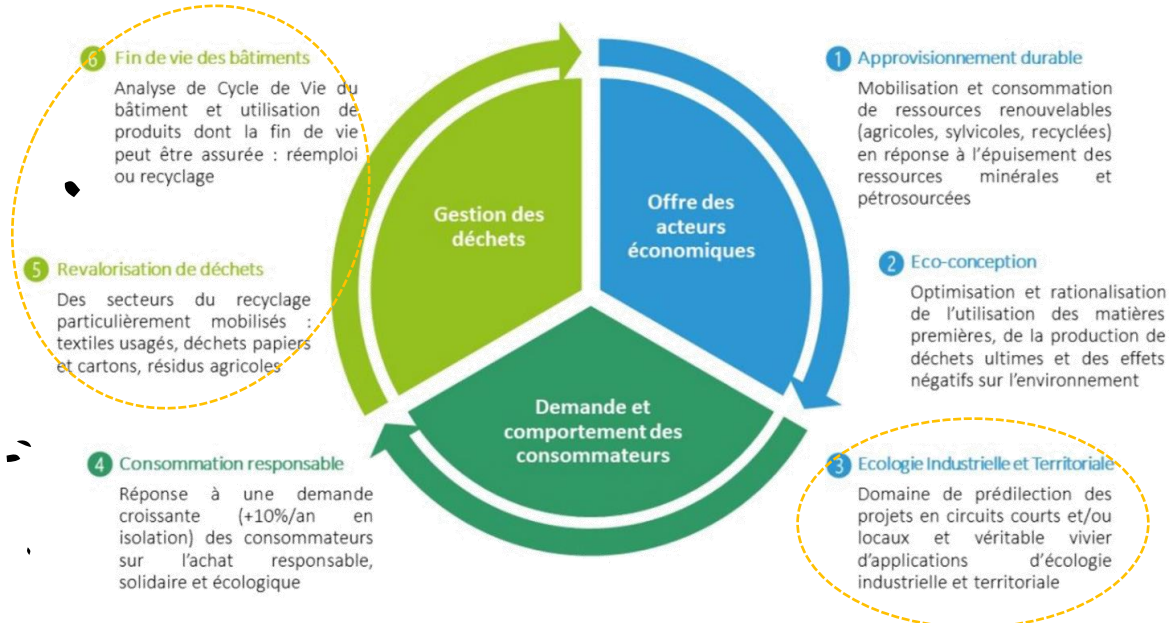 6 Fin de vie des bâtiments
Analyse de Cycle de Vie du
bâtiment et utilisation de
produits dont la fin de vie
peut être assurée : réemploi
ou recyclage
5 Revalorisation de déchets
Des secteurs du recyclage
particulièrement mobilisés :
textiles usagés, déchets papiers
et cartons, résidus agricoles
4 Consommation responsable
Réponse à une demande
croissante (+10%/an en
isolation) des consommateurs
sur l'achat responsable,
solidaire et écologique
Gestion des
déchets
Offre des
acteurs
économiques
Demande et
comportement des
consommateurs
1 Approvisionnement durable
Mobilisation et consommation
de ressources renouvelables
(agricoles, sylvicoles, recyclées)
en réponse à l'épuisement des
ressources minérales et
pétrosourcées
2 Eco-conception
Optimisation et rationalisation
de l'utilisation des matières
premières, de la production de
déchets ultimes et des effets
négatifs sur l'environnement
3 Ecologie Industrielle et Territoriale
Domaine de prédilection des
projets en circuits courts et/ou
locaux et véritable vivier
d'applications d'écologie
industrielle et territoriale